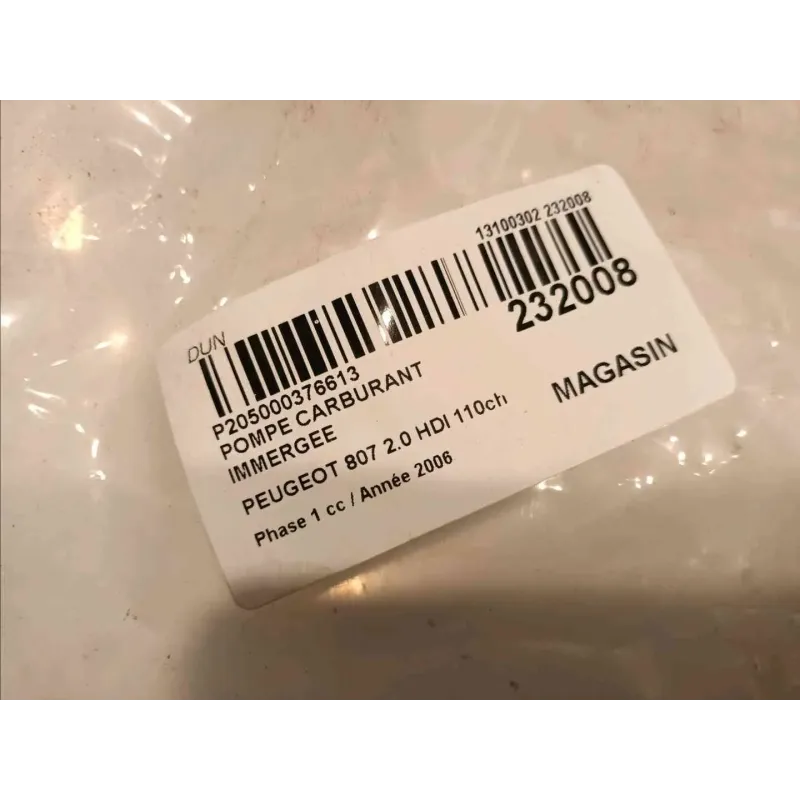 DUN
13100302 232008
232008
P205000376613
POMPE CARBURANT
IMMERGEE
MAGASIN
PEUGEOT 807 2.0 HDI 110ch
Phase 1 cc / Année 2006